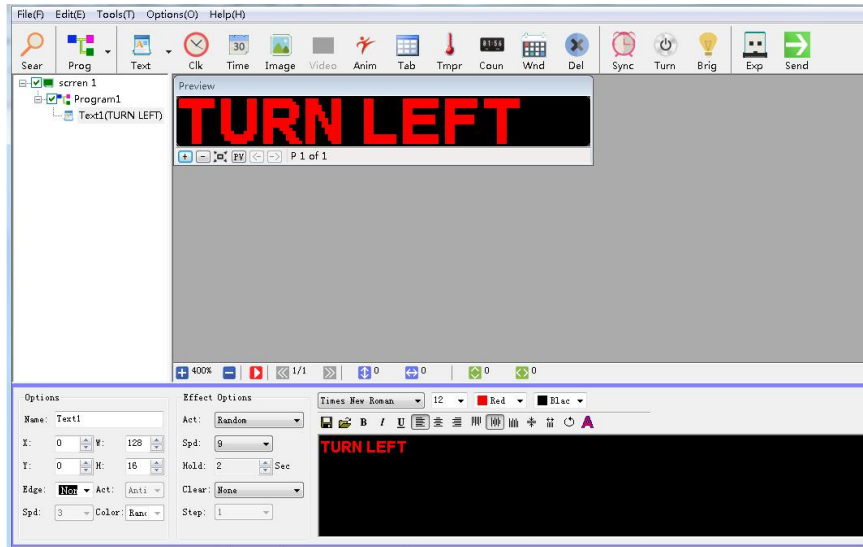 File(F) Edit(E) Tools(T) Options(O) Help(H)
30 01:56
Sear Prog Text Clk Time Image Video Anim Tab Tmpr Coun Wnd Del Sync Turn Brig Exp Send
scrren 1
Program1
Text1(TURN LEFT)
Preview
TURN LEFT
+ - PV <- -> P 1 of 1
400% 1/1 0 0 0 0
Options
Name: Text1
X: 0 W: 128
Y: 0 H: 16
Edge: Non Act: Anti
Spd: 3 Color: Ranc
Effect Options
Act: Random
Spd: 9
Hold: 2 Sec
Clear: None
Step: 1
Times New Roman 12 Red Blac
B I U A
TURN LEFT